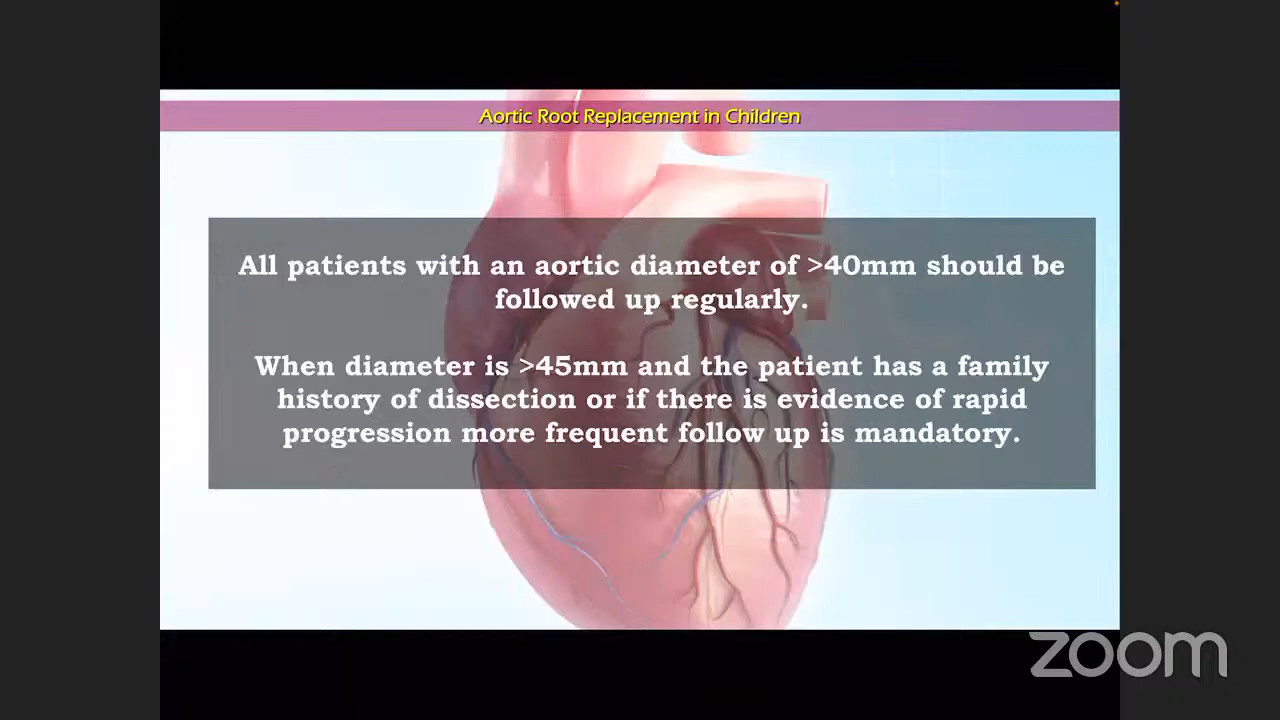 Aortic Root Replacement in Children
All patients with an aortic diameter of >40mm should be
followed up regularly.
When diameter is >45mm and the patient has a family
history of dissection or if there is evidence of rapid
progression more frequent follow up is mandatory.
zoom